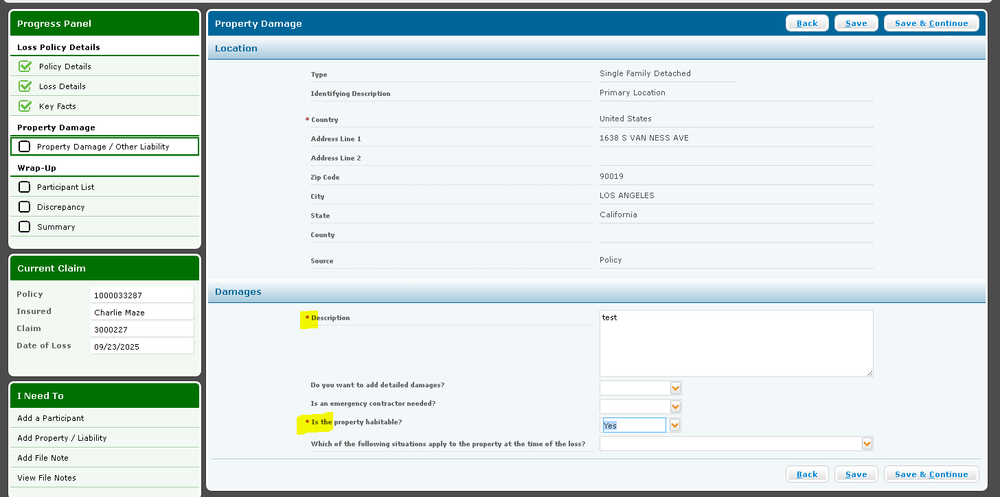 Progress Panel
Loss Policy Details
Policy Details
Loss Details
Key Facts
Property Damage
Property Damage / Other Liability
Wrap-Up
Participant List
Discrepancy
Summary
Current Claim
Policy 1000033287
Insured Charlie Maze
Claim 3000227
Date of Loss 09/23/2025
I Need To
Add a Participant
Add Property / Liability
Add File Note
View File Notes
Property Damage Back Save Save & Continue
Location
Type Single Family Detached
Identifying Description Primary Location
* Country United States
Address Line 1 1638 S VAN NESS AVE
Address Line 2
Zip Code 90019
City LOS ANGELES
State California
County
Source Policy
Damages
* Description test
Do you want to add detailed damages?
Is an emergency contractor needed?
* Is the property habitable? Yes
Which of the following situations apply to the property at the time of the loss?
Back Save Save & Continue